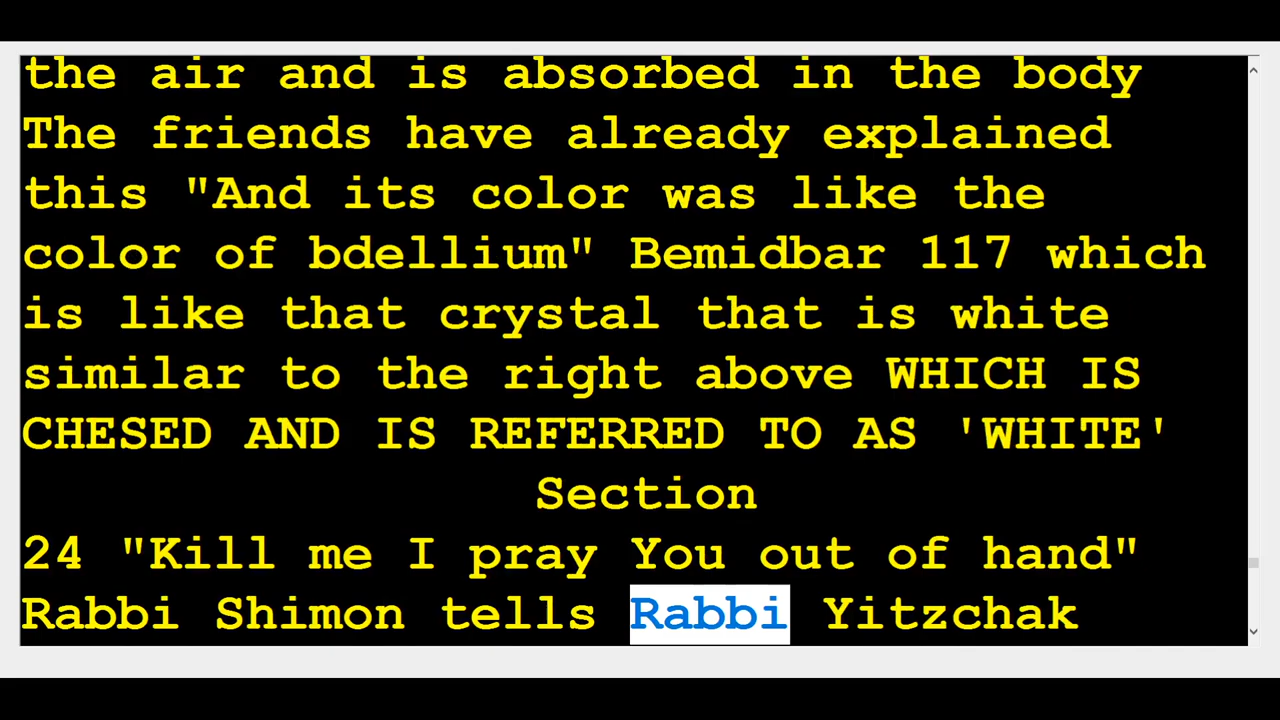 the air and is absorbed in the body
The friends have already explained
this "And its color was like the
color of bdellium" Bemidbar 117 which
is like that crystal that is white
similar to the right above WHICH IS
CHESED AND IS REFERRED TO AS 'WHITE'
Section
24 "Kill me I pray You out of hand"
Rabbi Shimon tells Rabbi Yitzchak